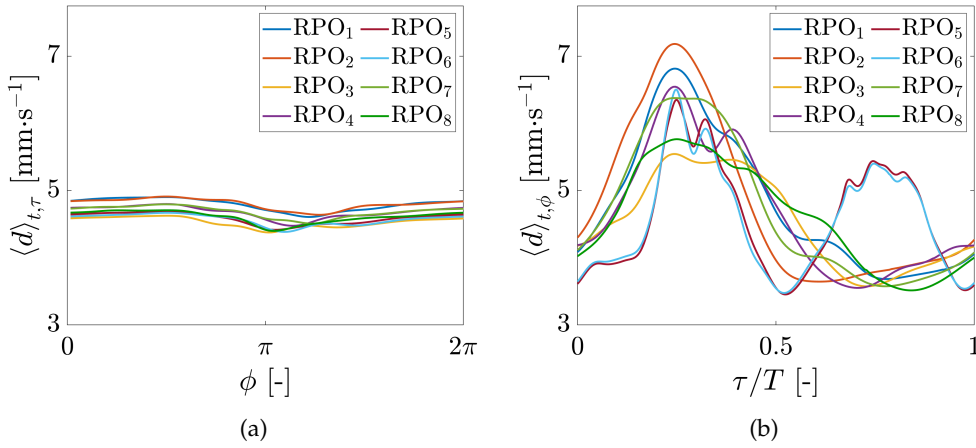 RPO₁ RPO₅
RPO₂ RPO₆
RPO₃ RPO₇
RPO₄ RPO₈
7
5
3
⟨d⟩t,τ [mm·s⁻¹]
0 π 2π
ϕ [-]
(a)
RPO₁ RPO₅
RPO₂ RPO₆
RPO₃ RPO₇
RPO₄ RPO₈
7
5
3
⟨d⟩t,ϕ [mm·s⁻¹]
0 0.5 1
τ/T [-]
(b)